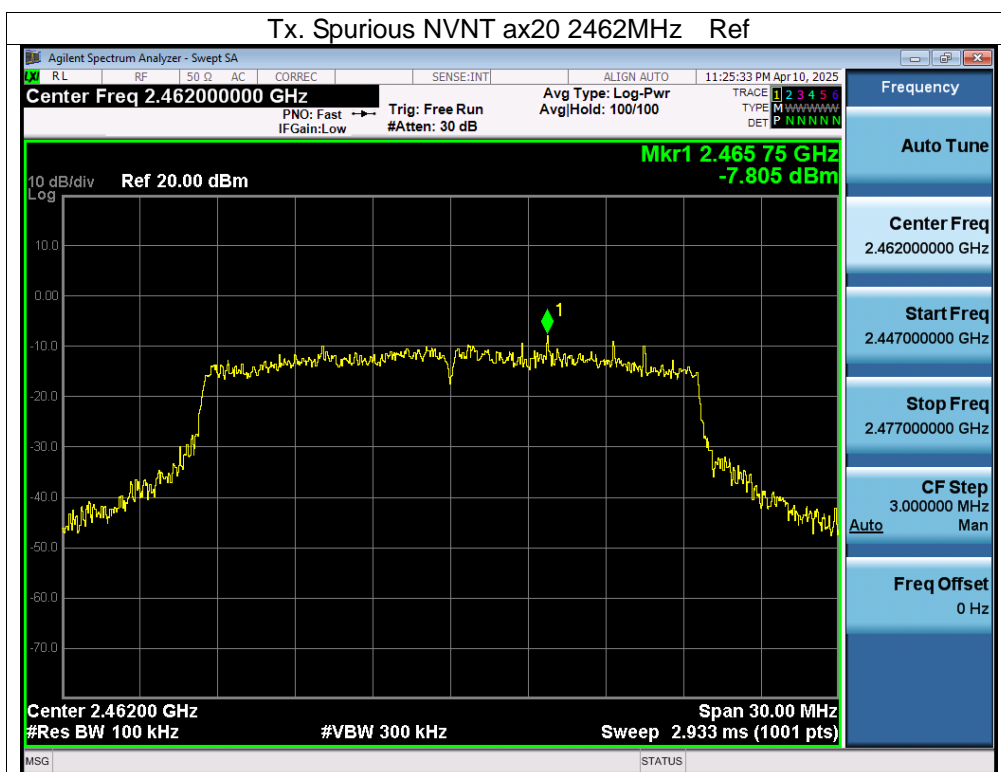 Tx. Spurious NVNT ax20 2462MHz Ref
Agilent Spectrum Analyzer - Swept SA
LXI RL RF 50 Ω AC CORREC SENSE:INT ALIGN AUTO 11:25:33 PM Apr 10, 2025
Center Freq 2.462000000 GHz
PNO: Fast
IFGain:Low
Trig: Free Run
#Atten: 30 dB
Avg Type: Log-Pwr
Avg|Hold: 100/100
TRACE 1 2 3 4 5 6
TYPE M WWWWW
DET P N N N N N
Mkr1 2.465 75 GHz
-7.805 dBm
10 dB/div Ref 20.00 dBm
Log
10.0
0.00
-10.0
-20.0
-30.0
-40.0
-50.0
-60.0
-70.0
1
Center 2.46200 GHz Span 30.00 MHz
#Res BW 100 kHz #VBW 300 kHz Sweep 2.933 ms (1001 pts)
MSG STATUS
Frequency
Auto Tune
Center Freq
2.462000000 GHz
Start Freq
2.447000000 GHz
Stop Freq
2.477000000 GHz
CF Step
3.000000 MHz
Auto Man
Freq Offset
0 Hz